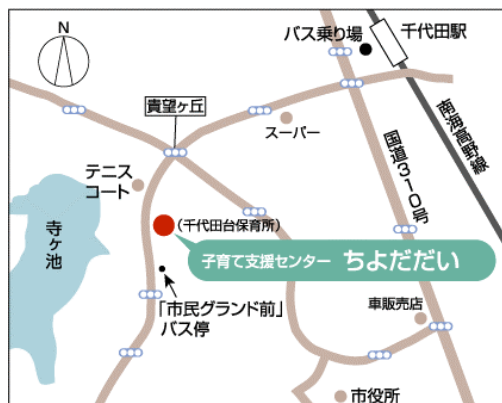 N
バス乗り場
千代田駅
貴望ヶ丘
スーパー
南海高野線
国道310号
テニス
コート
寺ヶ池
(千代田台保育所)
子育て支援センター ちよだだい
「市民グランド前」
バス停
車販売店
市役所